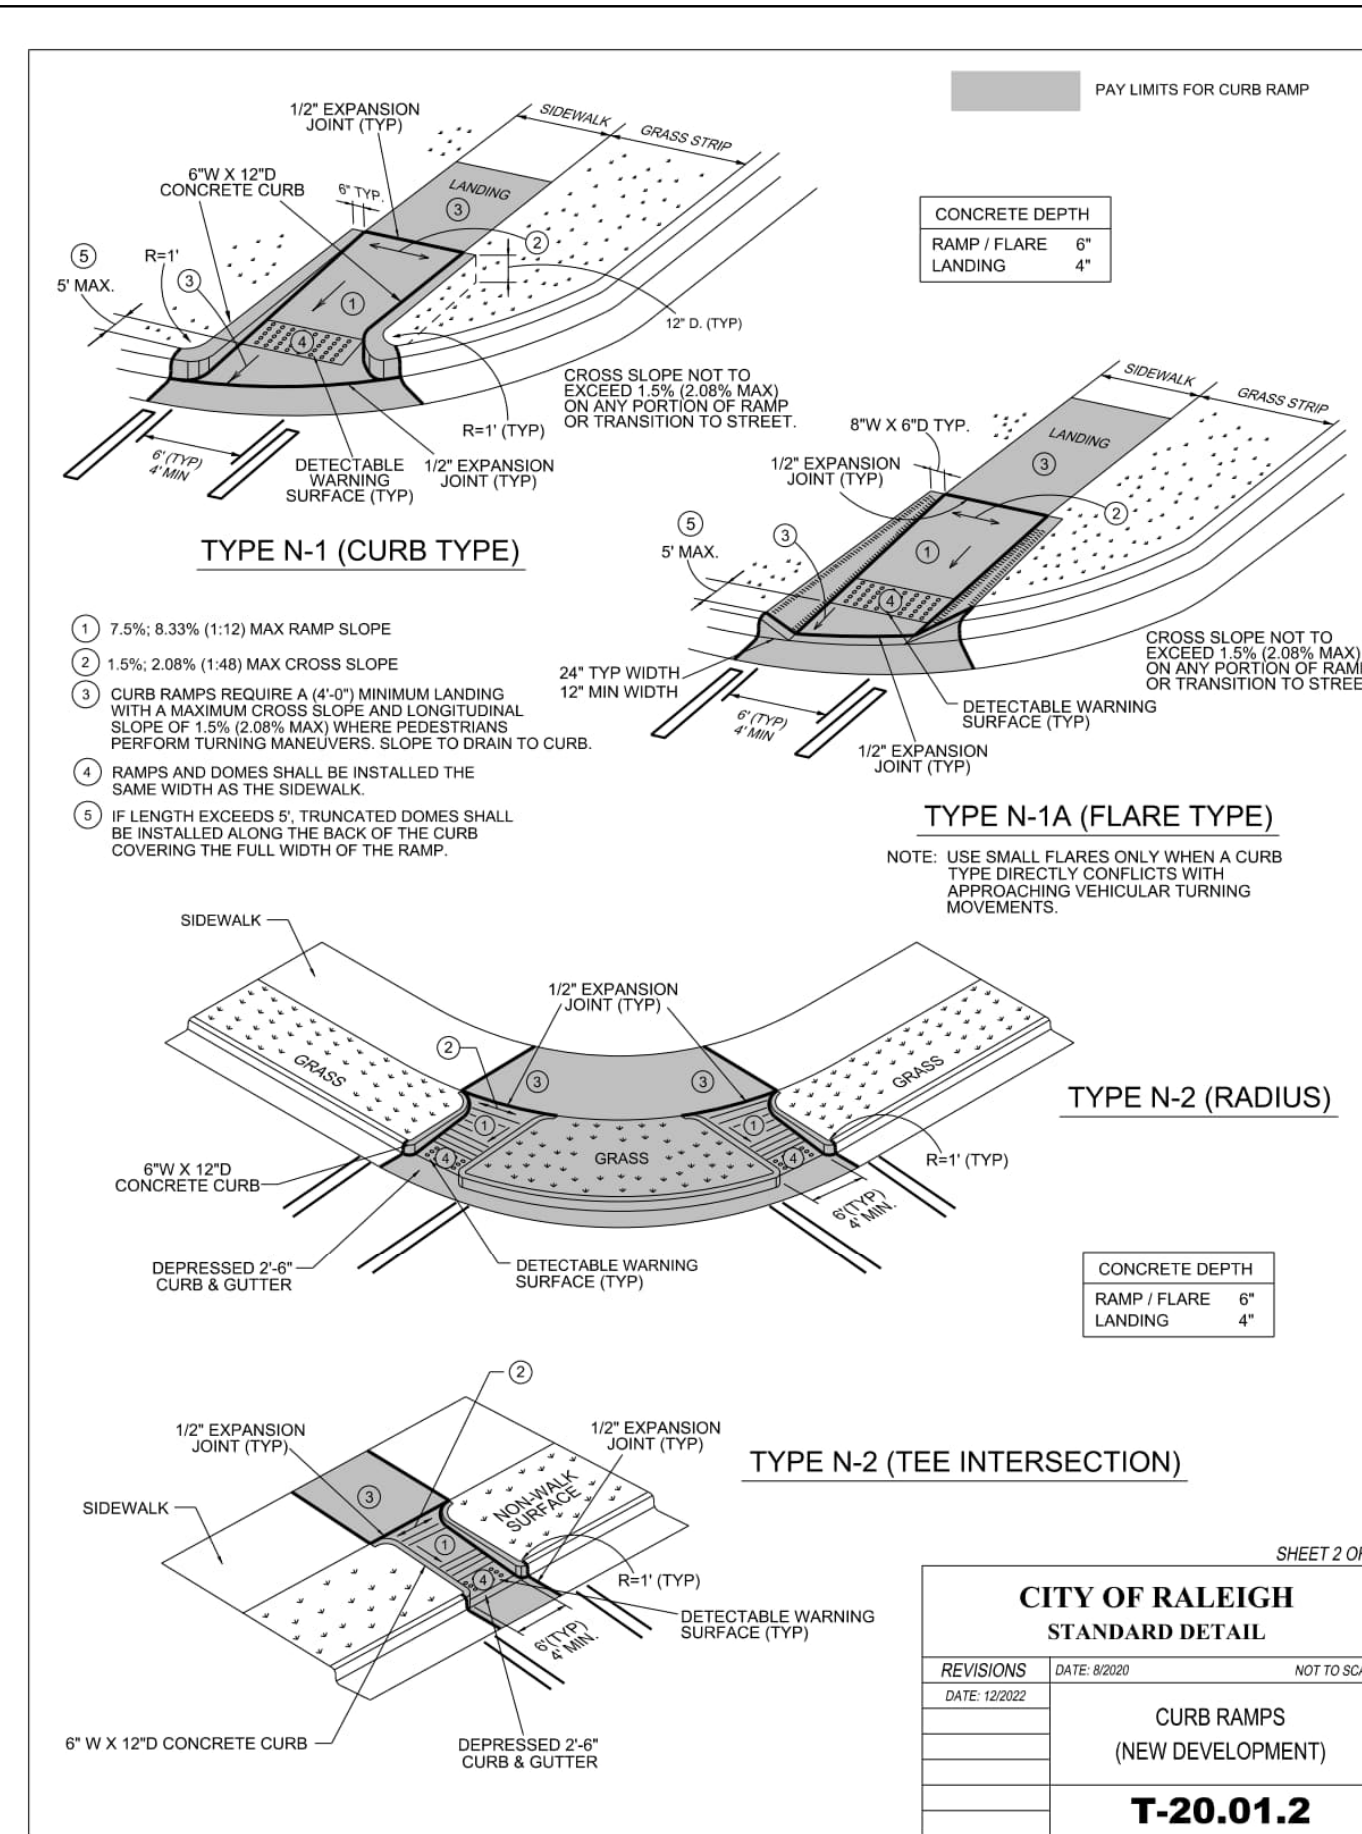 PAY LIMITS FOR CURB RAMP
1/2" EXPANSION
JOINT (TYP)
SIDEWALK
GRASS STRIP
6"W X 12"D
CONCRETE CURB
6" TYP.
LANDING
3
2
5
5' MAX.
R=1'
3
1
4
12" D. (TYP)
CROSS SLOPE NOT TO
EXCEED 1.5% (2.08% MAX)
ON ANY PORTION OF RAMP
OR TRANSITION TO STREET.
R=1' (TYP)
6' (TYP)
4' MIN
DETECTABLE
WARNING
SURFACE (TYP)
1/2" EXPANSION
JOINT (TYP)
TYPE N-1 (CURB TYPE)
CONCRETE DEPTH
RAMP / FLARE 6"
LANDING 4"
SIDEWALK
GRASS STRIP
8"W X 6"D TYP.
LANDING
3
1/2" EXPANSION
JOINT (TYP)
2
5
5' MAX.
3
1
4
24" TYP WIDTH
12" MIN WIDTH
CROSS SLOPE NOT TO
EXCEED 1.5% (2.08% MAX)
ON ANY PORTION OF
OR TRANSITION TO
DETECTABLE WARNING
SURFACE (TYP)
6' (TYP)
4' MIN
1/2" EXPANSION
JOINT (TYP)
TYPE N-1A (FLARE TYPE)
NOTE: USE SMALL FLARES ONLY WHEN A CURB
TYPE DIRECTLY CONFLICTS WITH
APPROACHING VEHICULAR TURNING
MOVEMENTS.
1 7.5%; 8.33% (1:12) MAX RAMP SLOPE
2 1.5%; 2.08% (1:48) MAX CROSS SLOPE
3 CURB RAMPS REQUIRE A (4'-0") MINIMUM LANDING
WITH A MAXIMUM CROSS SLOPE AND LONGITUDINAL
SLOPE OF 1.5% (2.08% MAX) WHERE PEDESTRIANS
PERFORM TURNING MANEUVERS. SLOPE TO DRAIN TO CURB.
4 RAMPS AND DOMES SHALL BE INSTALLED THE
SAME WIDTH AS THE SIDEWALK.
5 IF LENGTH EXCEEDS 5', TRUNCATED DOMES SHALL
BE INSTALLED ALONG THE BACK OF THE CURB
COVERING THE FULL WIDTH OF THE RAMP.
SIDEWALK
1/2" EXPANSION
JOINT (TYP)
2
3
3
GRASS
GRASS
1
1
4
4
GRASS
R=1' (TYP)
6"W X 12"D
CONCRETE CURB
6'(TYP)
4' MIN.
DEPRESSED 2'-6"
CURB & GUTTER
DETECTABLE WARNING
SURFACE (TYP)
TYPE N-2 (RADIUS)
CONCRETE DEPTH
RAMP / FLARE 6"
LANDING 4"
2
1/2" EXPANSION
JOINT (TYP)
1/2" EXPANSION
JOINT (TYP)
SIDEWALK
3
NON-WALK
SURFACE
1
4
R=1' (TYP)
DETECTABLE WARNING
SURFACE (TYP)
6'(TYP)
4' MIN.
6" W X 12"D CONCRETE CURB
DEPRESSED 2'-6"
CURB & GUTTER
TYPE N-2 (TEE INTERSECTION)
SHEET 2
CITY OF RALEIGH
STANDARD DETAIL
REVISIONS
DATE: 8/2020
NOT TO
DATE: 12/2022
CURB RAMPS
(NEW DEVELOPMENT)
T-20.01.2